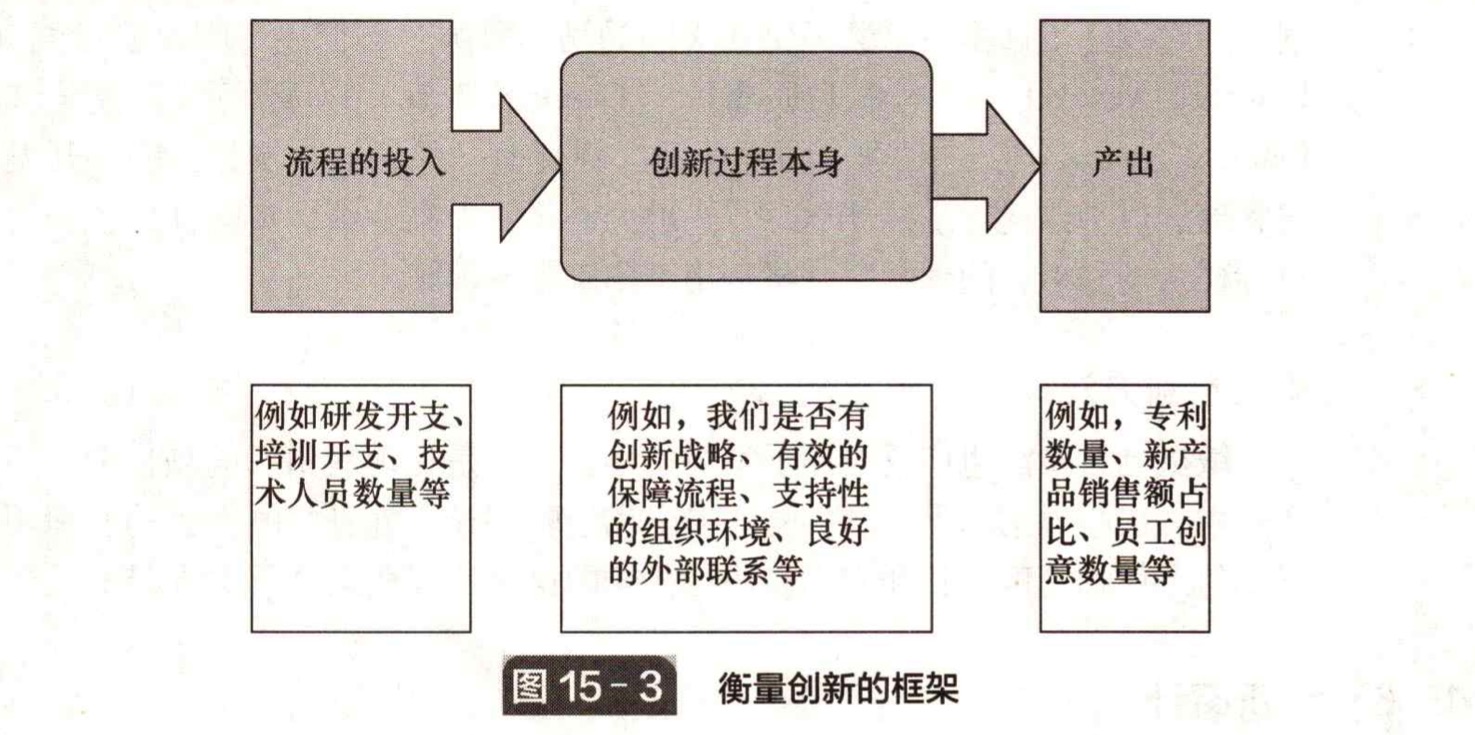 流程的投入
创新过程本身
产出
例如研发开支、
培训开支、技
术人员数量等
例如，我们是否有
创新战略、有效的
保障流程、支持性
的组织环境、良好
的外部联系等
例如，专利
数量、新产
品销售额占
比、员工创
意数量等
图 15-3 衡量创新的框架